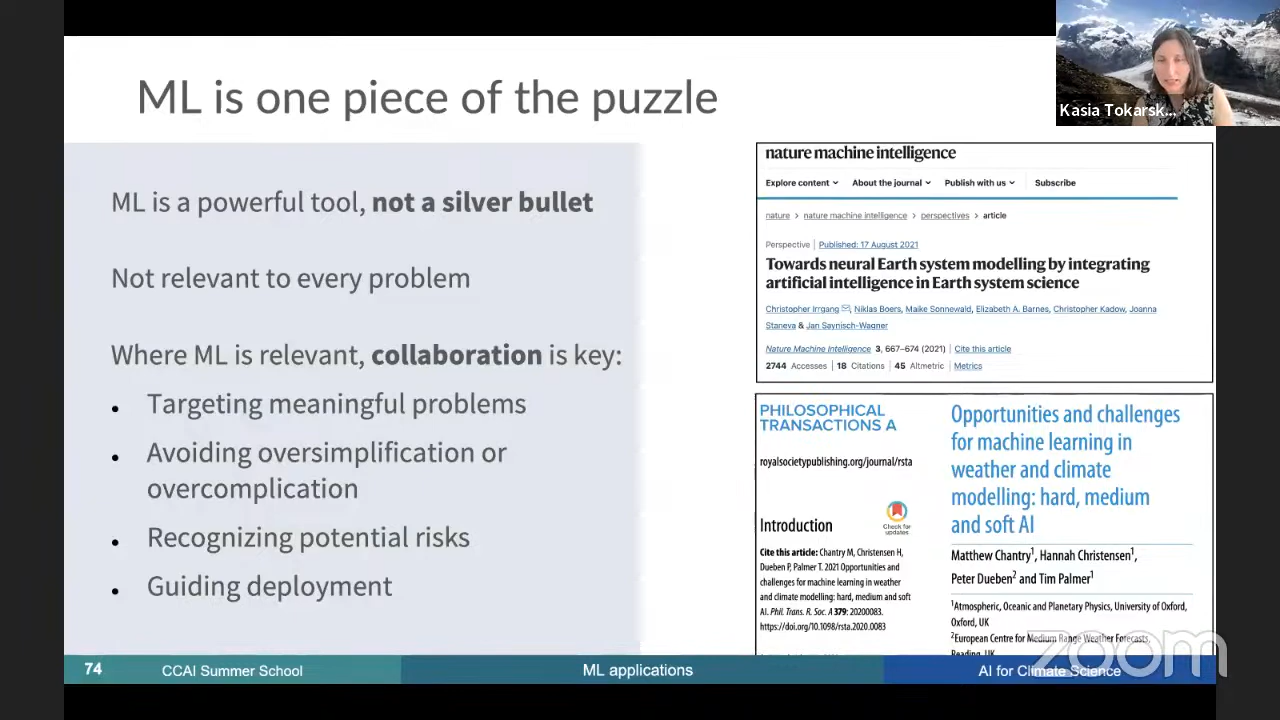 ML is one piece of the puzzle
Kasia Tokarsk...
ML is a powerful tool, not a silver bullet
Not relevant to every problem
Where ML is relevant, collaboration is key:
• Targeting meaningful problems
• Avoiding oversimplification or
overcomplication
• Recognizing potential risks
• Guiding deployment
nature machine intelligence
Explore content About the journal Publish with us Subscribe
nature > nature machine intelligence > perspectives > article
Perspective | Published: 17 August 2021
Towards neural Earth system modelling by integrating
artificial intelligence in Earth system science
Christopher Irrgang, Niklas Boers, Maike Sonnewald, Elizabeth A. Barnes, Christopher Kadow, Joanna
Staneva & Jan Saynisch-Wagner
Nature Machine Intelligence 3, 667–674 (2021) | Cite this article
2744 Accesses | 18 Citations | 45 Altmetric | Metrics
PHILOSOPHICAL
TRANSACTIONS A
royalsocietypublishing.org/journal/rsta
Introduction
Check for
updates
Cite this article: Chantry M, Christensen H,
Dueben P, Palmer T. 2021 Opportunities and
challenges for machine learning in weather
and climate modelling: hard, medium and soft
AI. Phil. Trans. R. Soc. A 379: 20200083.
https://doi.org/10.1098/rsta.2020.0083
Opportunities and challenges
for machine learning in
weather and climate
modelling: hard, medium
and soft AI
Matthew Chantry1, Hannah Christensen1,
Peter Dueben2 and Tim Palmer1
1Atmospheric, Oceanic and Planetary Physics, University of Oxford,
Oxford, UK
2European Centre for Medium Range Weather Forecasts,
Reading, UK
zoom
74 CCAI Summer School ML applications AI for Climate Science